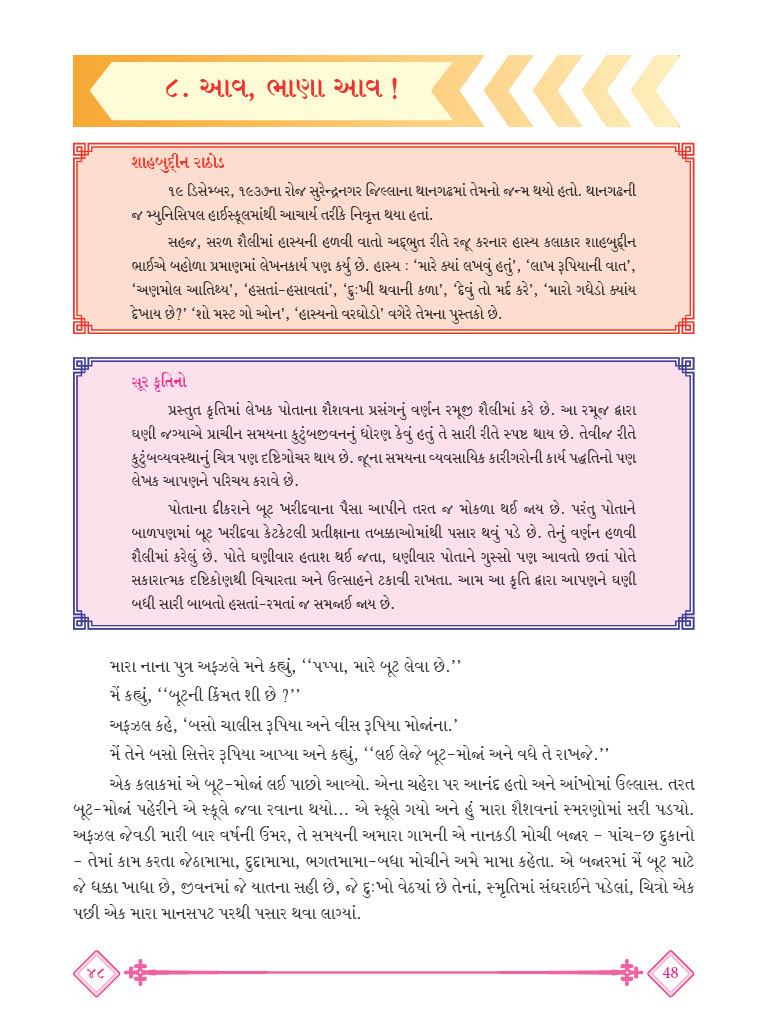 ૮. આવ, ભાણા આવ !
શાહબુદ્દીન રાઠોડ
૧૯ ડિસેમ્બર, ૧૯૩૭ના રોજ સુરેન્દ્રનગર જિલ્લાના થાનગઢમાં તેમનો જન્મ થયો હતો. થાનગઢની
જ મ્યુનિસિપલ હાઈસ્કૂલમાંથી આચાર્ય તરીકે નિવૃત્ત થયા હતાં.
સહજ, સરળ શૈલીમાં હાસ્યની હળવી વાતો અદ્ભુત રીતે રજૂ કરનાર હાસ્ય કલાકાર શાહબુદ્દીન
ભાઈએ બહોળા પ્રમાણમાં લેખનકાર્ય પણ કર્યુ છે. હાસ્ય : ‘મારે ક્યાં લખવું હતું’, ‘લાખ રૂપિયાની વાત’,
‘અણમોલ આતિથ્ય’, ‘હસતાં-હસાવતાં’, ‘દુઃખી થવાની કળા’, ‘દેવું તો મર્દ કરે’, ‘મારો ગધેડો ક્યાંય
દેખાય છે?’ ‘શો મસ્ટ ગો ઓન’, ‘હાસ્યનો વરઘોડો’ વગેરે તેમના પુસ્તકો છે.
સૂર કૃતિનો
પ્રસ્તુત કૃતિમાં લેખક પોતાના શૈશવના પ્રસંગનું વર્ણન રમૂજી શૈલીમાં કરે છે. આ રમૂજ દ્વારા
ઘણી જગ્યાએ પ્રાચીન સમયના કુટુંબજીવનનું ધોરણ કેવું હતું તે સારી રીતે સ્પષ્ટ થાય છે. તેવીજ રીતે
કુટુંબવ્યવસ્થાનું ચિત્ર પણ દૃષ્ટિગોચર થાય છે. જૂના સમયના વ્યવસાયિક કારીગરોની કાર્ય પદ્ધતિનો પણ
લેખક આપણને પરિચય કરાવે છે.
પોતાના દીકરાને બૂટ ખરીદવાના પૈસા આપીને તરત જ મોકળા થઈ જાય છે. પરંતુ પોતાને
બાળપણમાં બૂટ ખરીદવા કેટકેટલી પ્રતીક્ષાના તબક્કાઓમાંથી પસાર થવું પડે છે. તેનું વર્ણન હળવી
શૈલીમાં કરેલું છે. પોતે ઘણીવાર હતાશ થઈ જતા, ઘણીવાર પોતાને ગુસ્સો પણ આવતો છતાં પોતે
સકારાત્મક દૃષ્ટિકોણથી વિચારતા અને ઉત્સાહને ટકાવી રાખતા. આમ આ કૃતિ દ્વારા આપણને ઘણી
બધી સારી બાબતો હસતાં-રમતાં જ સમજાઈ જાય છે.
મારા નાના પુત્ર અફઝલે મને કહ્યું, ‘‘પપ્પા, મારે બૂટ લેવા છે.’’
મેં કહ્યું, ‘‘બૂટની કિંમત શી છે ?’’
અફઝલ કહે, ‘બસો ચાલીસ રૂપિયા અને વીસ રૂપિયા મોજાંના.’
મેં તેને બસો સિત્તેર રૂપિયા આપ્યા અને કહ્યું, ‘‘લઈ લેજે બૂટ-મોજાં અને વધે તે રાખજે.’’
એક કલાકમાં એ બૂટ-મોજાં લઈ પાછો આવ્યો. એના ચહેરા પર આનંદ હતો અને આંખોમાં ઉલ્લાસ. તરત
બૂટ-મોજાં પહેરીને એ સ્કૂલે જવા રવાના થયો... એ સ્કૂલે ગયો અને હું મારા શૈશવનાં સ્મરણોમાં સરી પડ્યો.
અફઝલ જેવડી મારી બાર વર્ષની ઉંમર, તે સમયની અમારા ગામની એ નાનકડી મોચી બજાર - પાંચ-છ દુકાનો
- તેમાં કામ કરતા જેઠામામા, દુદામામા, ભગતમામા-બધા મોચીને અમે મામા કહેતા. એ બજારમાં મેં બૂટ માટે
જે ધક્કા ખાધા છે, જીવનમાં જે યાતના સહી છે, જે દુઃખો વેઠ્યાં છે તેનાં, સ્મૃતિમાં સંઘરાઈને પડેલાં, ચિત્રો એક
પછી એક મારા માનસપટ પરથી પસાર થવા લાગ્યાં.
૪૮
48